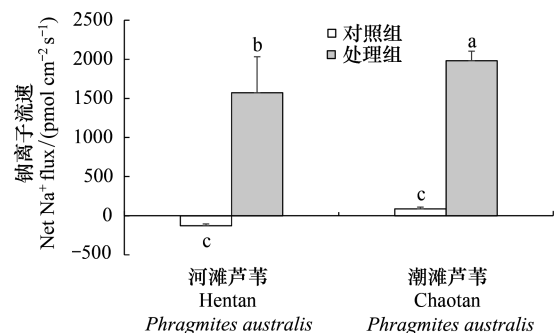 钠离子流速
Net Na⁺ flux/(pmol cm⁻² s⁻¹)
2500
2000
1500
1000
500
0
−500
对照组
处理组
b
a
c
c
河滩芦苇
Hentan
Phragmites australis
潮滩芦苇
Chaotan
Phragmites australis